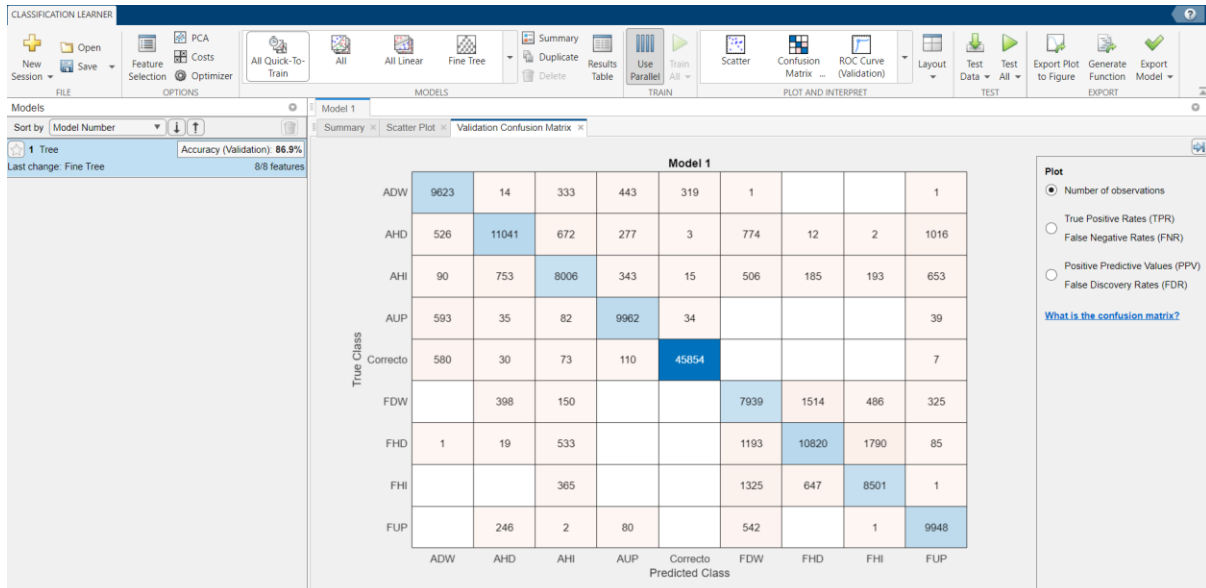 CLASSIFICATION LEARNER
?
New
Session
Open
Save
FILE
Feature
Selection
PCA
Costs
Optimizer
OPTIONS
All Quick-To-
Train
All
All Linear
Fine Tree
Summary
Duplicate
Delete
Results
Table
MODELS
Use
Parallel
Train
All
TRAIN
Scatter
Confusion
Matrix ...
ROC Curve
(Validation)
PLOT AND INTERPRET
Layout
Test
Data
Test
All
TEST
Export Plot
to Figure
Generate
Function
Export
Model
EXPORT
Models
Sort by Model Number
1 Tree Accuracy (Validation): 86.9%
Last change: Fine Tree 8/8 features
Model 1
Summary Scatter Plot Validation Confusion Matrix
Model 1
ADW 9623 14 333 443 319 1 1
AHD 526 11041 672 277 3 774 12 2 1016
AHI 90 753 8006 343 15 506 185 193 653
AUP 593 35 82 9962 34 39
Correcto 580 30 73 110 45854 7
FDW 398 150 7939 1514 486 325
FHD 1 19 533 1193 10820 1790 85
FHI 365 1325 647 8501 1
FUP 246 2 80 542 1 9948
ADW AHD AHI AUP Correcto FDW FHD FHI FUP
True Class
Predicted Class
Plot
Number of observations
True Positive Rates (TPR)
False Negative Rates (FNR)
Positive Predictive Values (PPV)
False Discovery Rates (FDR)
What is the confusion matrix?